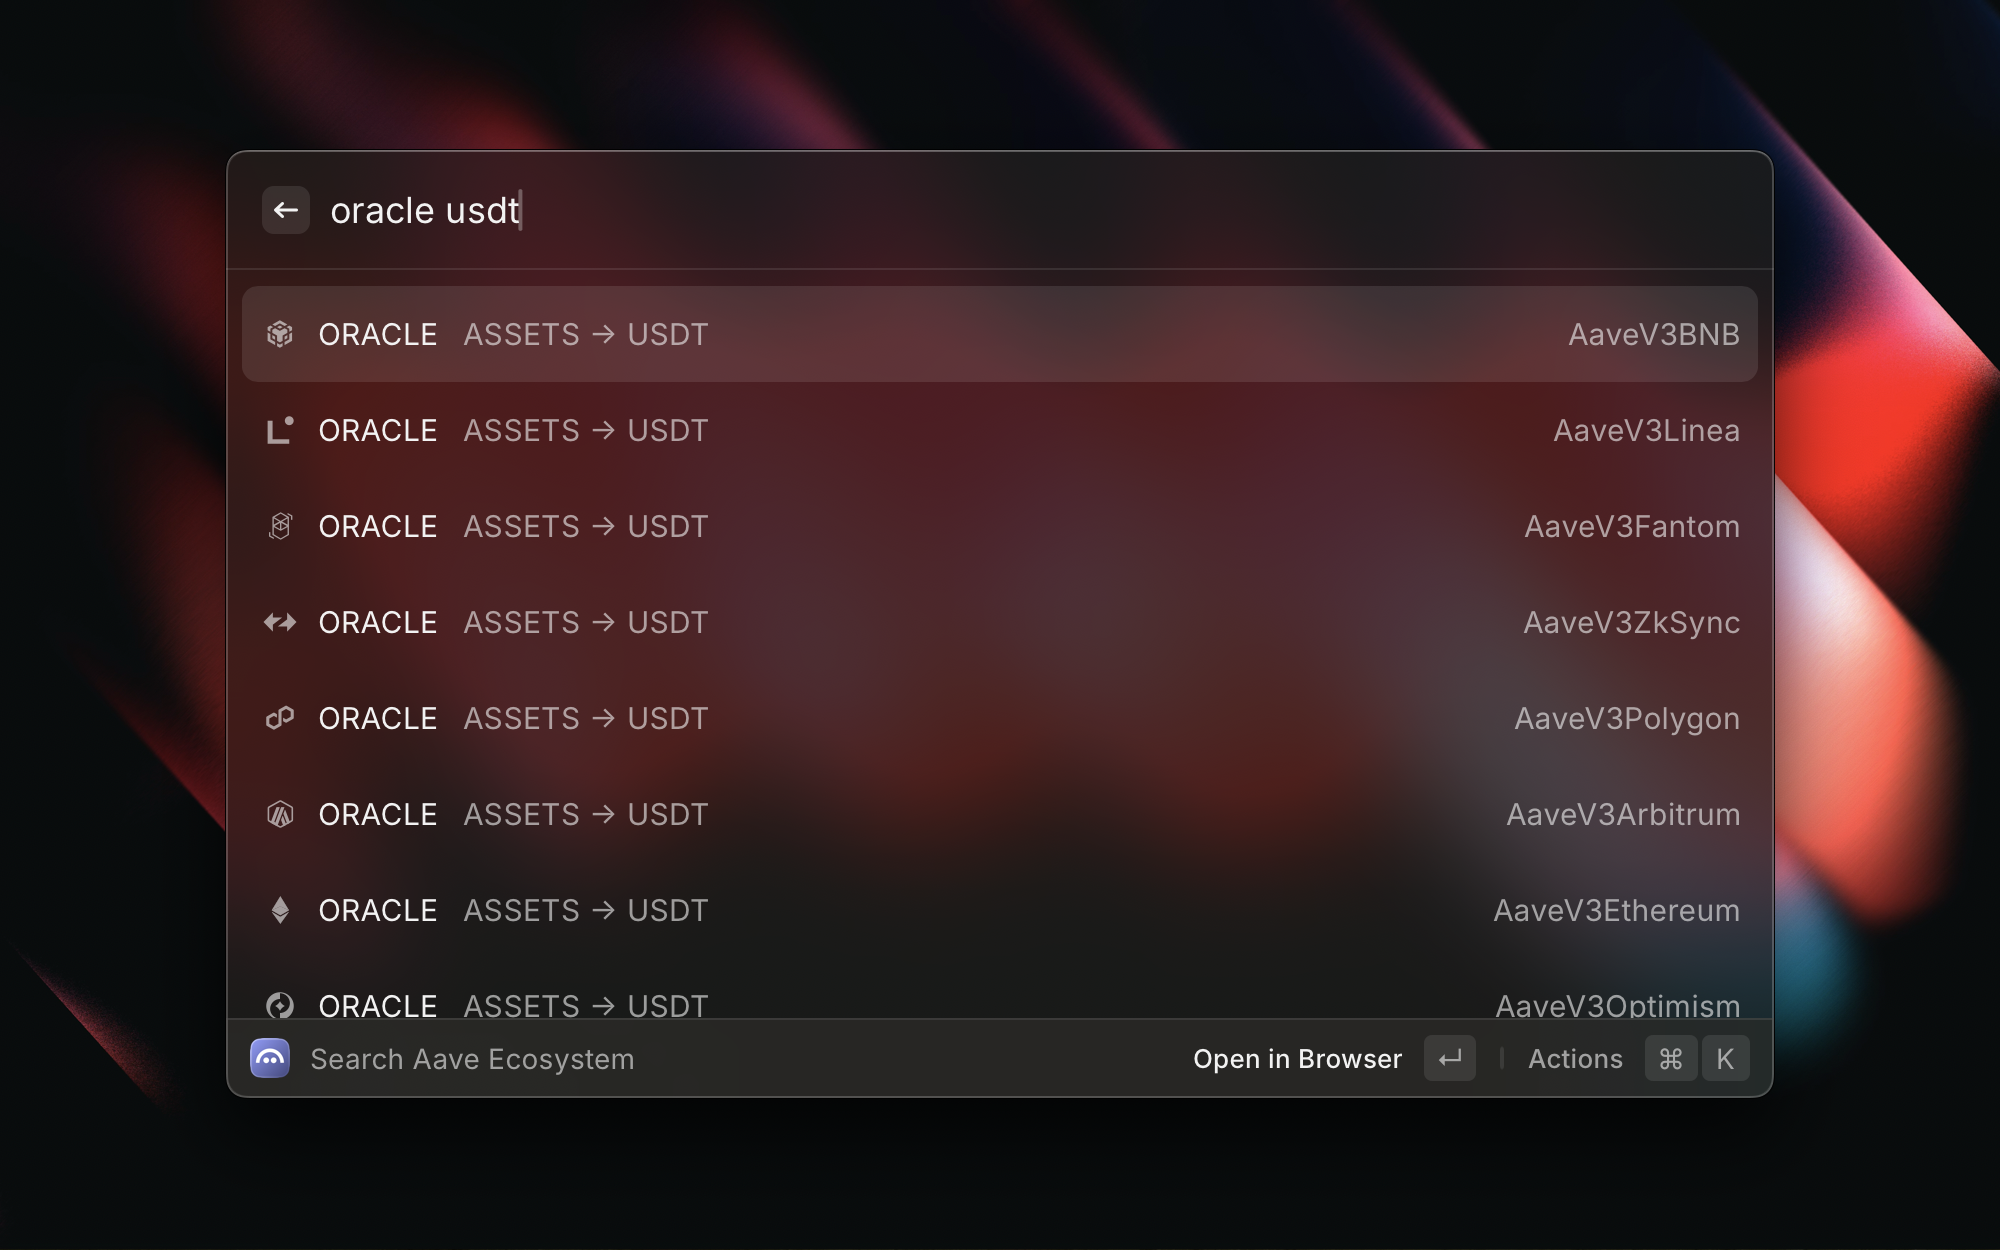 oracle usdt
ORACLE ASSETS → USDT AaveV3BNB
ORACLE ASSETS → USDT AaveV3Linea
ORACLE ASSETS → USDT AaveV3Fantom
ORACLE ASSETS → USDT AaveV3ZkSync
ORACLE ASSETS → USDT AaveV3Polygon
ORACLE ASSETS → USDT AaveV3Arbitrum
ORACLE ASSETS → USDT AaveV3Ethereum
ORACLE ASSETS → USDT AaveV3Optimism
Search Aave Ecosystem Open in Browser ↵ Actions ⌘ K